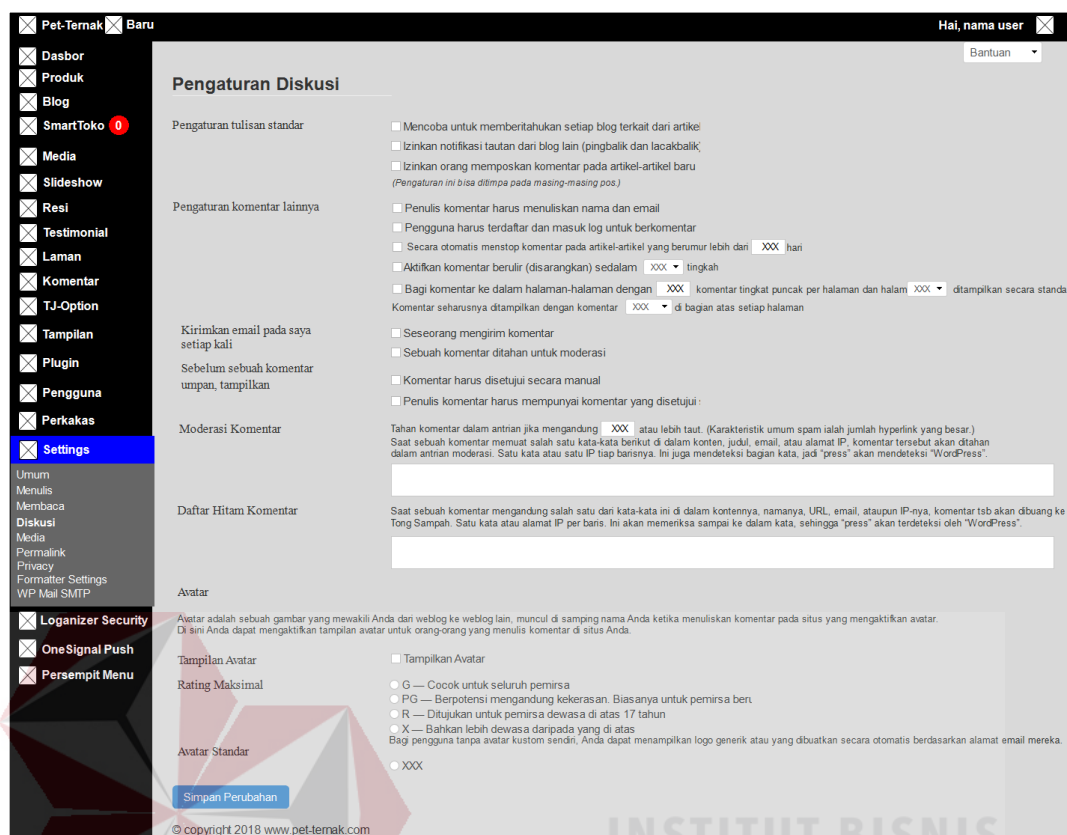 Pet-Ternak Baru Hai, nama user
Bantuan
Dasbor
Produk
Blog
SmartToko 0
Media
Slideshow
Resi
Testimonial
Laman
Komentar
TJ-Option
Tampilan
Plugin
Pengguna
Perkakas
Settings
Umum
Menulis
Membaca
Diskusi
Media
Permalink
Privacy
Formatter Settings
WP Mail SMTP
Loganizer Security
OneSignal Push
Persempit Menu
Pengaturan Diskusi
Pengaturan tulisan standar
Mencoba untuk memberitahukan setiap blog terkait dari artikel
Izinkan notifikasi tautan dari blog lain (pingbalik dan lacakbalik)
Izinkan orang memposkan komentar pada artikel-artikel baru
(Pengaturan ini bisa ditimpa pada masing-masing pos.)
Pengaturan komentar lainnya
Penulis komentar harus menuliskan nama dan email
Pengguna harus terdaftar dan masuk log untuk berkomentar
Secara otomatis menstop komentar pada artikel-artikel yang berumur lebih dari XXX hari
Aktifkan komentar berulir (disarangkan) sedalam XXX tingkah
Bagi komentar ke dalam halaman-halaman dengan XXX komentar tingkat puncak per halaman dan halam XXX ditampilkan secara standa
Komentar seharusnya ditampilkan dengan komentar XXX di bagian atas setiap halaman
Kirimkan email pada saya
setiap kali
Seseorang mengirim komentar
Sebuah komentar ditahan untuk moderasi
Sebelum sebuah komentar
umpan, tampilkan
Komentar harus disetujui secara manual
Penulis komentar harus mempunyai komentar yang disetujui
Moderasi Komentar
Tahan komentar dalam antrian jika mengandung XXX atau lebih taut. (Karakteristik umum spam ialah jumlah hyperlink yang besar.)
Saat sebuah komentar memuat salah satu kata-kata berikut di dalam konten, judul, email, atau alamat IP, komentar tersebut akan ditahan
dalam antrian moderasi. Satu kata atau satu IP tiap barisnya. Ini juga mendeteksi bagian kata, jadi “press” akan mendeteksi “WordPress”.
Daftar Hitam Komentar
Saat sebuah komentar mengandung salah satu dari kata-kata ini di dalam kontennya, namanya, URL, email, ataupun IP-nya, komentar tsb akan dibuang ke
Tong Sampah. Satu kata atau alamat IP per baris. Ini akan memeriksa sampai ke dalam kata, sehingga “press” akan terdeteksi oleh “WordPress”.
Avatar
Avatar adalah sebuah gambar yang mewakili Anda dari weblog ke weblog lain, muncul di samping nama Anda ketika menuliskan komentar pada situs yang mengaktifkan avatar.
Di sini Anda dapat mengaktifkan tampilan avatar untuk orang-orang yang menulis komentar di situs Anda.
Tampilan Avatar
Tampilkan Avatar
Rating Maksimal
G — Cocok untuk seluruh pemirsa
PG — Berpotensi mengandung kekerasan. Biasanya untuk pemirsa beru
R — Ditujukan untuk pemirsa dewasa di atas 17 tahun
X — Bahkan lebih dewasa daripada yang di atas
Avatar Standar
Bagi pengguna tanpa avatar kustom sendiri, Anda dapat menampilkan logo generik atau yang dibuatkan secara otomatis berdasarkan alamat email mereka.
XXX
Simpan Perubahan
© copyright 2018 www.pet-ternak.com
INSTITUT BISNIS